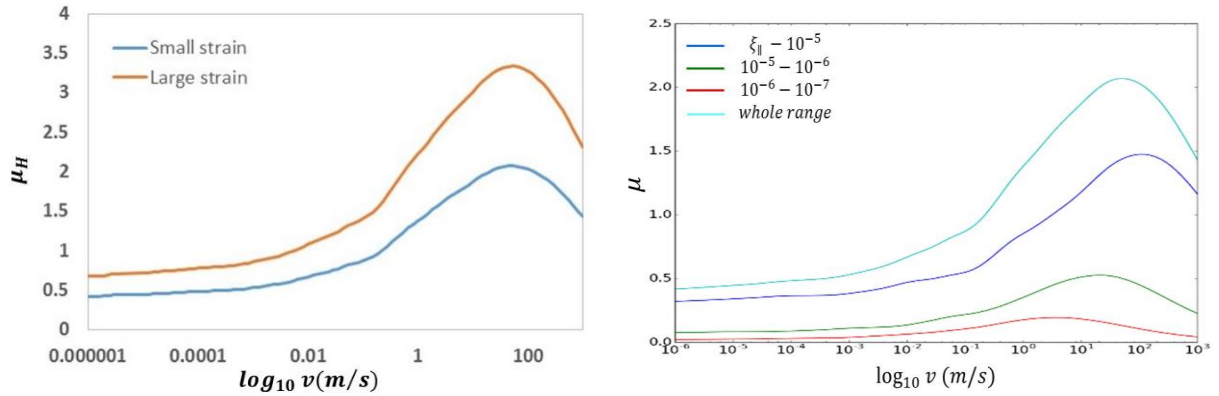 4
3.5
3
2.5
2
1.5
1
0.5
0
μ_H
Small strain
Large strain
0.000001 0.0001 0.01 1 100
log₁₀ v(m/s)
2.5
2.0
1.5
1.0
0.5
0.0
μ
ξ_∥ − 10⁻⁵
10⁻⁵ − 10⁻⁶
10⁻⁶ − 10⁻⁷
whole range
10⁻⁶ 10⁻⁵ 10⁻⁴ 10⁻³ 10⁻² 10⁻¹ 10⁰ 10¹ 10² 10³
log₁₀ v (m/s)